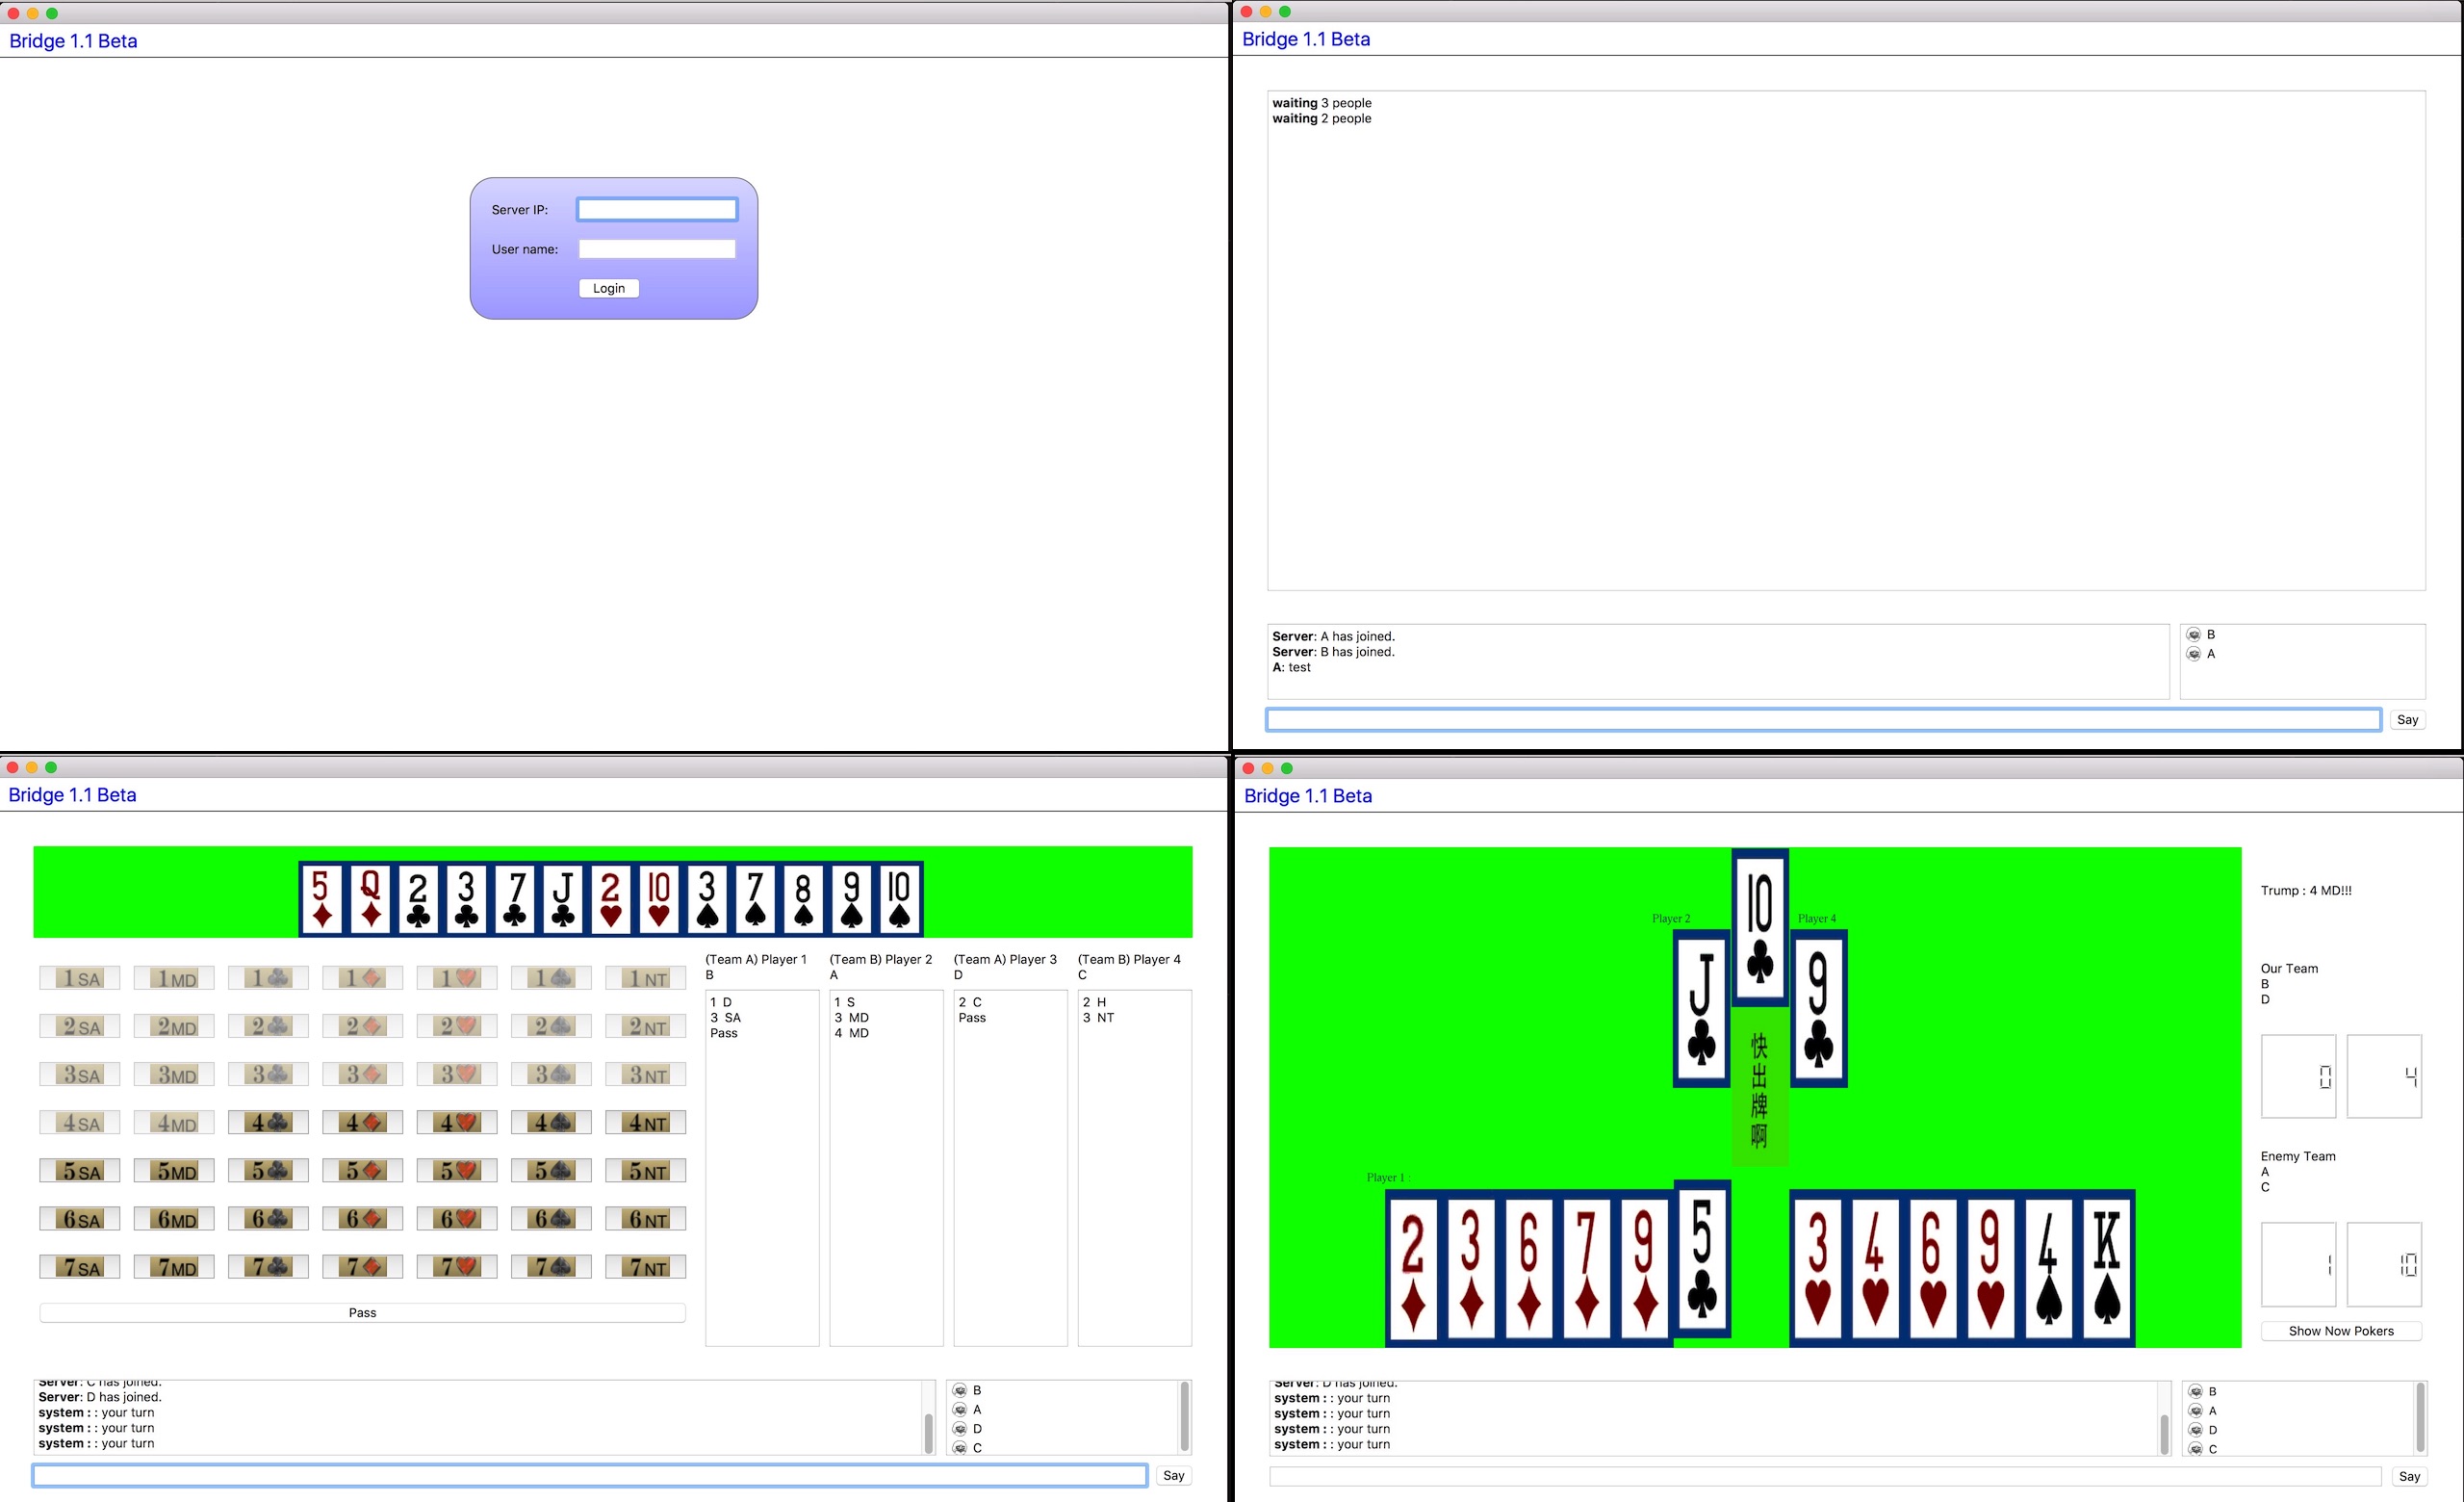 Bridge 1.1 Beta
Server IP:
User name:
Login
Bridge 1.1 Beta
waiting 3 people
waiting 2 people
Server: A has joined.
Server: B has joined.
A: test
B
A
Say
Bridge 1.1 Beta
5 Q 2 3 7 J 2 10 3 7 8 9 10
1 SA 1 MD 1♣ 1♦ 1♥ 1♠ 1 NT
2 SA 2 MD 2♣ 2♦ 2♥ 2♠ 2 NT
3 SA 3 MD 3♣ 3♦ 3♥ 3♠ 3 NT
4 SA 4 MD 4♣ 4♦ 4♥ 4♠ 4 NT
5 SA 5 MD 5♣ 5♦ 5♥ 5♠ 5 NT
6 SA 6 MD 6♣ 6♦ 6♥ 6♠ 6 NT
7 SA 7 MD 7♣ 7♦ 7♥ 7♠ 7 NT
Pass
(Team A) Player 1
B
1 D
3 SA
Pass
(Team B) Player 2
A
1 S
3 MD
4 MD
(Team A) Player 3
D
2 C
Pass
(Team B) Player 4
C
2 H
3 NT
Server: C has joined.
Server: D has joined.
system : : your turn
system : : your turn
system : : your turn
B
A
D
C
Say
Bridge 1.1 Beta
10
Player 2
Player 4
J
9
快出牌啊
Player 1 :
2 3 6 7 9 5 3 4 6 9 4 K
Trump : 4 MD!!!
Our Team
B
D
0 4
Enemy Team
A
C
1 10
Show Now Pokers
Server: D has joined.
system : : your turn
system : : your turn
system : : your turn
system : : your turn
B
A
D
C
Say